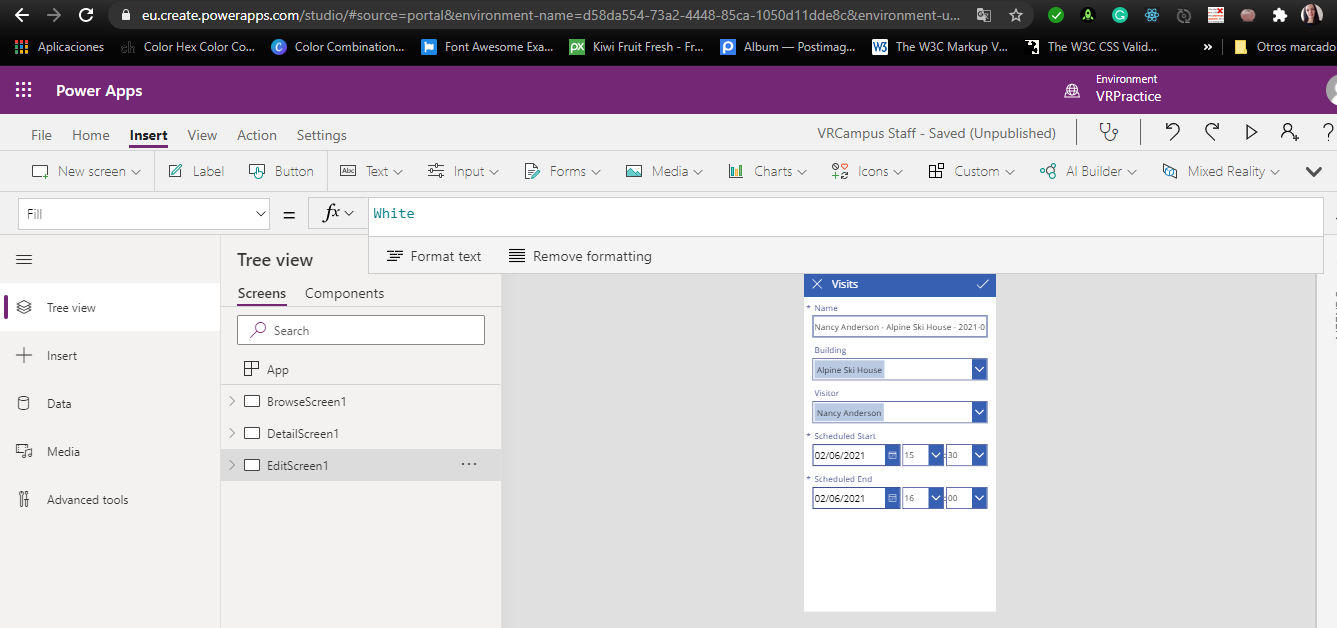 eu.create.powerapps.com/studio/#source=portal&environment-name=d58da554-73a2-4448-85ca-1050d11dde8c&environment-u...
Aplicaciones Color Hex Color Co... Color Combination... Font Awesome Exa... Kiwi Fruit Fresh - Fr... Album — Postimag... The W3C Markup V... The W3C CSS Valid... » Otros marcado
Power Apps
Environment
VRPractice
File Home Insert View Action Settings
VRCampus Staff - Saved (Unpublished)
New screen Label Button Text Input Forms Media Charts Icons Custom AI Builder Mixed Reality
Fill = fx White
Format text Remove formatting
Tree view
Screens Components
Search
App
BrowseScreen1
DetailScreen1
EditScreen1 ...
Tree view
Insert
Data
Media
Advanced tools
Visits
* Name
Nancy Anderson - Alpine Ski House - 2021-0
Building
Alpine Ski House
Visitor
Nancy Anderson
* Scheduled Start
02/06/2021 15 : 30
* Scheduled End
02/06/2021 16 : 00